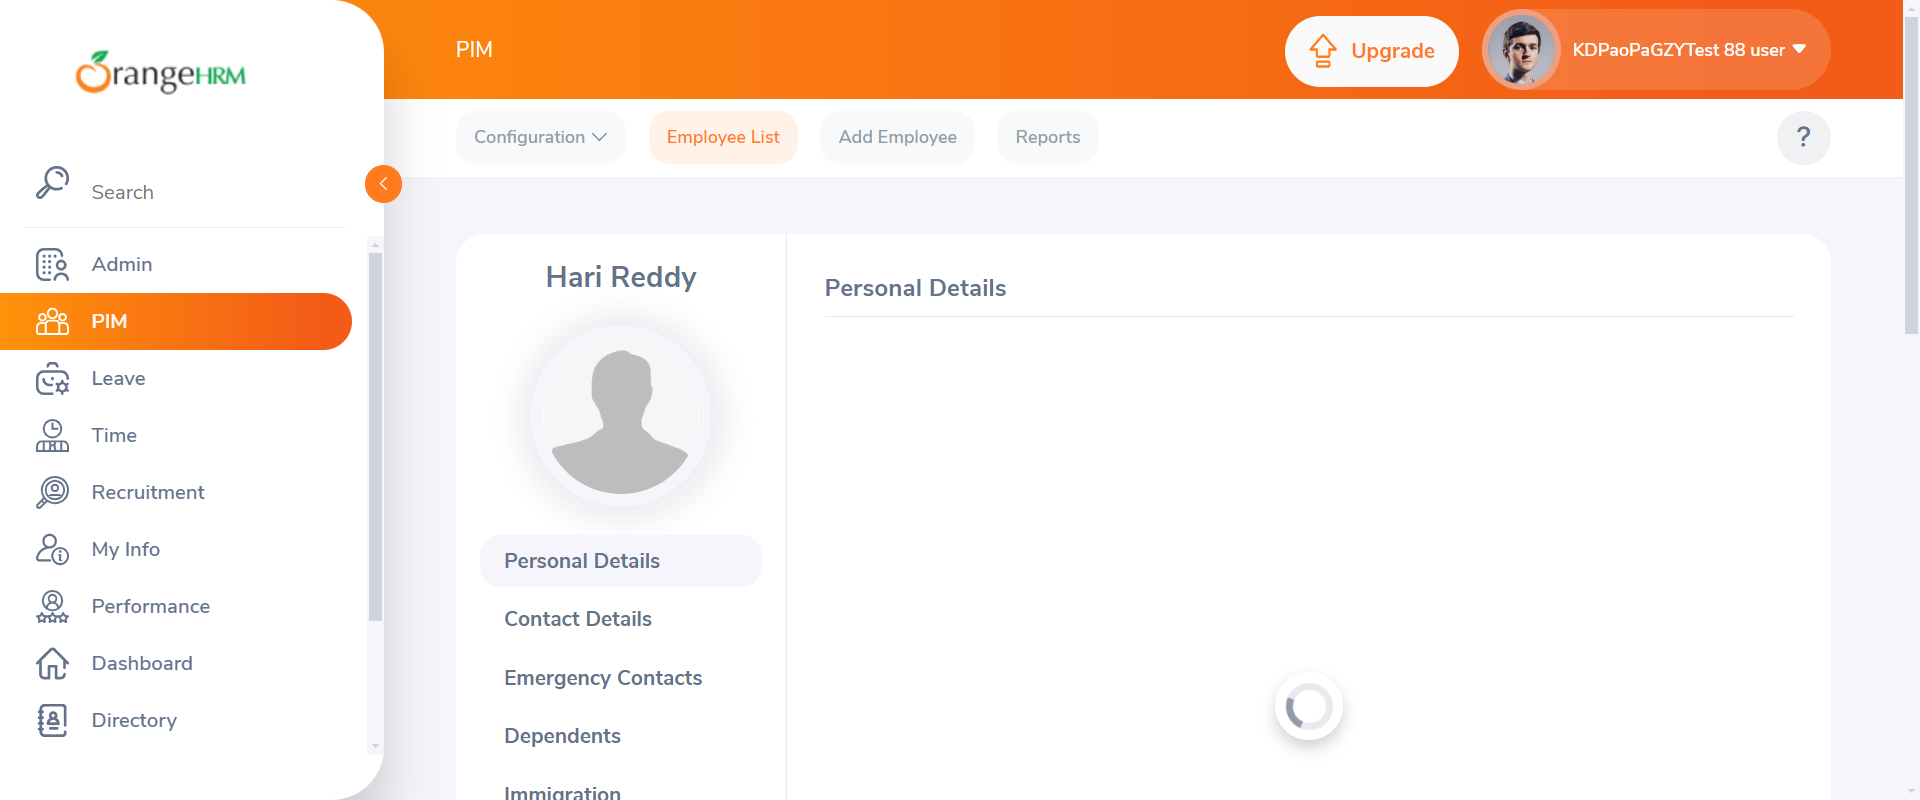 OrangeHRM
PIM
Upgrade
KDPaoPaGZYTest 88 user
Configuration
Employee List
Add Employee
Reports
?
Search
Admin
PIM
Leave
Time
Recruitment
My Info
Performance
Dashboard
Directory
Hari Reddy
Personal Details
Contact Details
Emergency Contacts
Dependents
Immigration
Personal Details